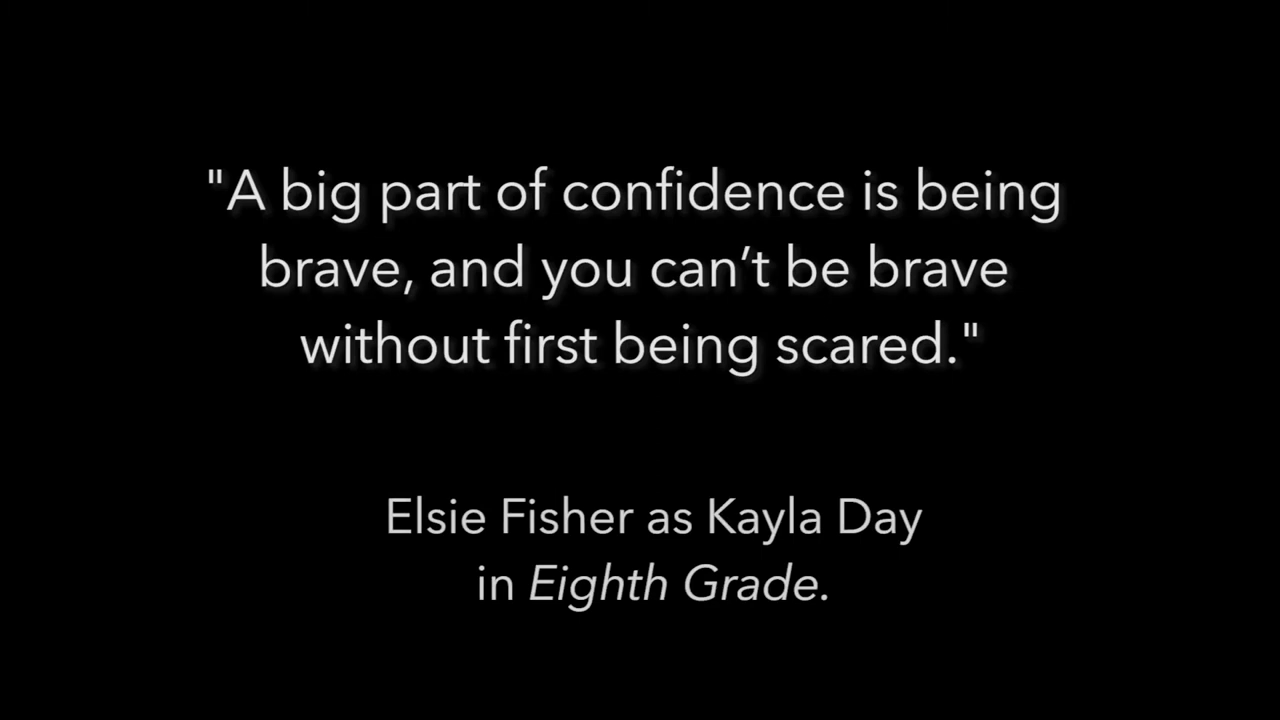 "A big part of confidence is being
brave, and you can’t be brave
without first being scared."
Elsie Fisher as Kayla Day
in Eighth Grade.